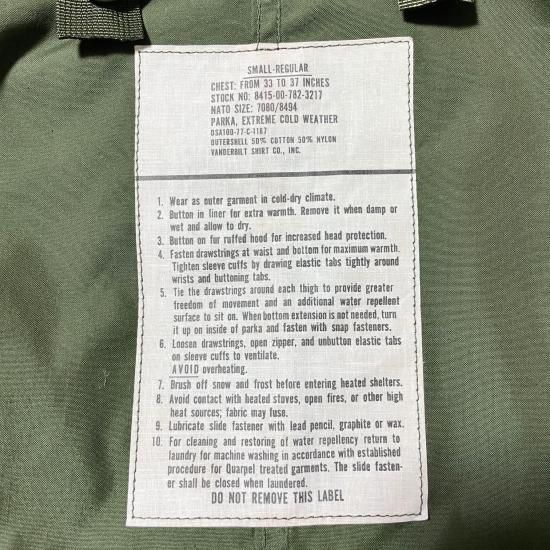 SMALL-REGULAR
CHEST: FROM 33 TO 37 INCHES
STOCK NO: 8415-00-782-3217
NATO SIZE: 7080/8494
PARKA, EXTREME COLD WEATHER
DSA100-77-C-1167
OUTERSHELL 50% COTTON 50% NYLON
VANDERBILT SHIRT CO., INC.
1. Wear as outer garment in cold-dry climate.
2. Button in liner for extra warmth. Remove it when damp or
wet and allow to dry.
3. Button on fur ruffed hood for increased head protection.
4. Fasten drawstrings at waist and bottom for maximum warmth.
Tighten sleeve cuffs by drawing elastic tabs tightly around
wrists and buttoning tabs.
5. Tie the drawstrings around each thigh to provide greater
freedom of movement and an additional water repellent
surface to sit on. When bottom extension is not needed, turn
it up on inside of parka and fasten with snap fasteners.
6. Loosen drawstrings, open zipper, and unbutton elastic tabs
on sleeve cuffs to ventilate.
AVOID overheating.
7. Brush off snow and frost before entering heated shelters.
8. Avoid contact with heated stoves, open fires, or other high
heat sources; fabric may fuse.
9. Lubricate slide fastener with lead pencil, graphite or wax.
10. For cleaning and restoring of water repellency return to
laundry for machine washing in accordance with established
procedure for Quarpel treated garments. The slide fasten-
er shall be closed when laundered.
DO NOT REMOVE THIS LABEL